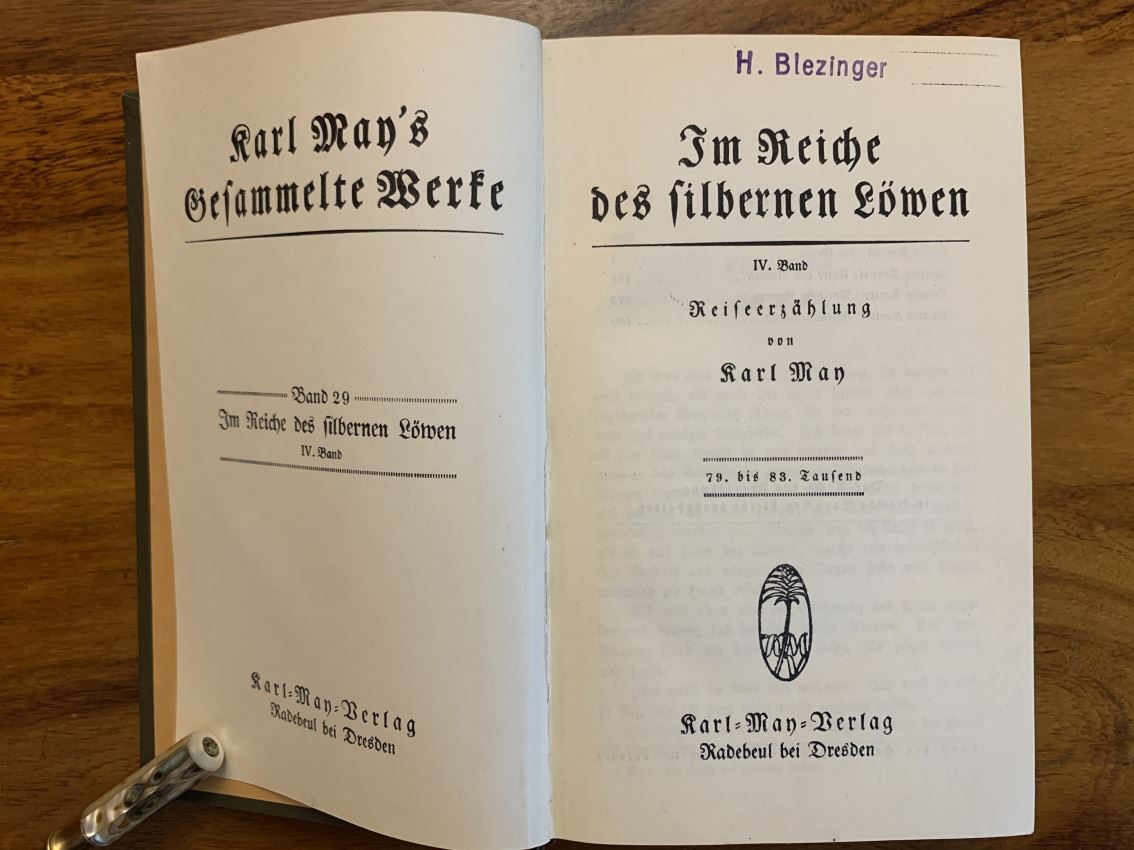 Karl May's
Gesammelte Werke
Band 29
Im Reiche des silbernen Löwen
IV. Band
Karl-May-Verlag
Radebeul bei Dresden
H. Blezinger
Im Reiche
des silbernen Löwen
IV. Band
Reiseerzählung
von
Karl May
79. bis 83. Tausend
Karl-May-Verlag
Radebeul bei Dresden